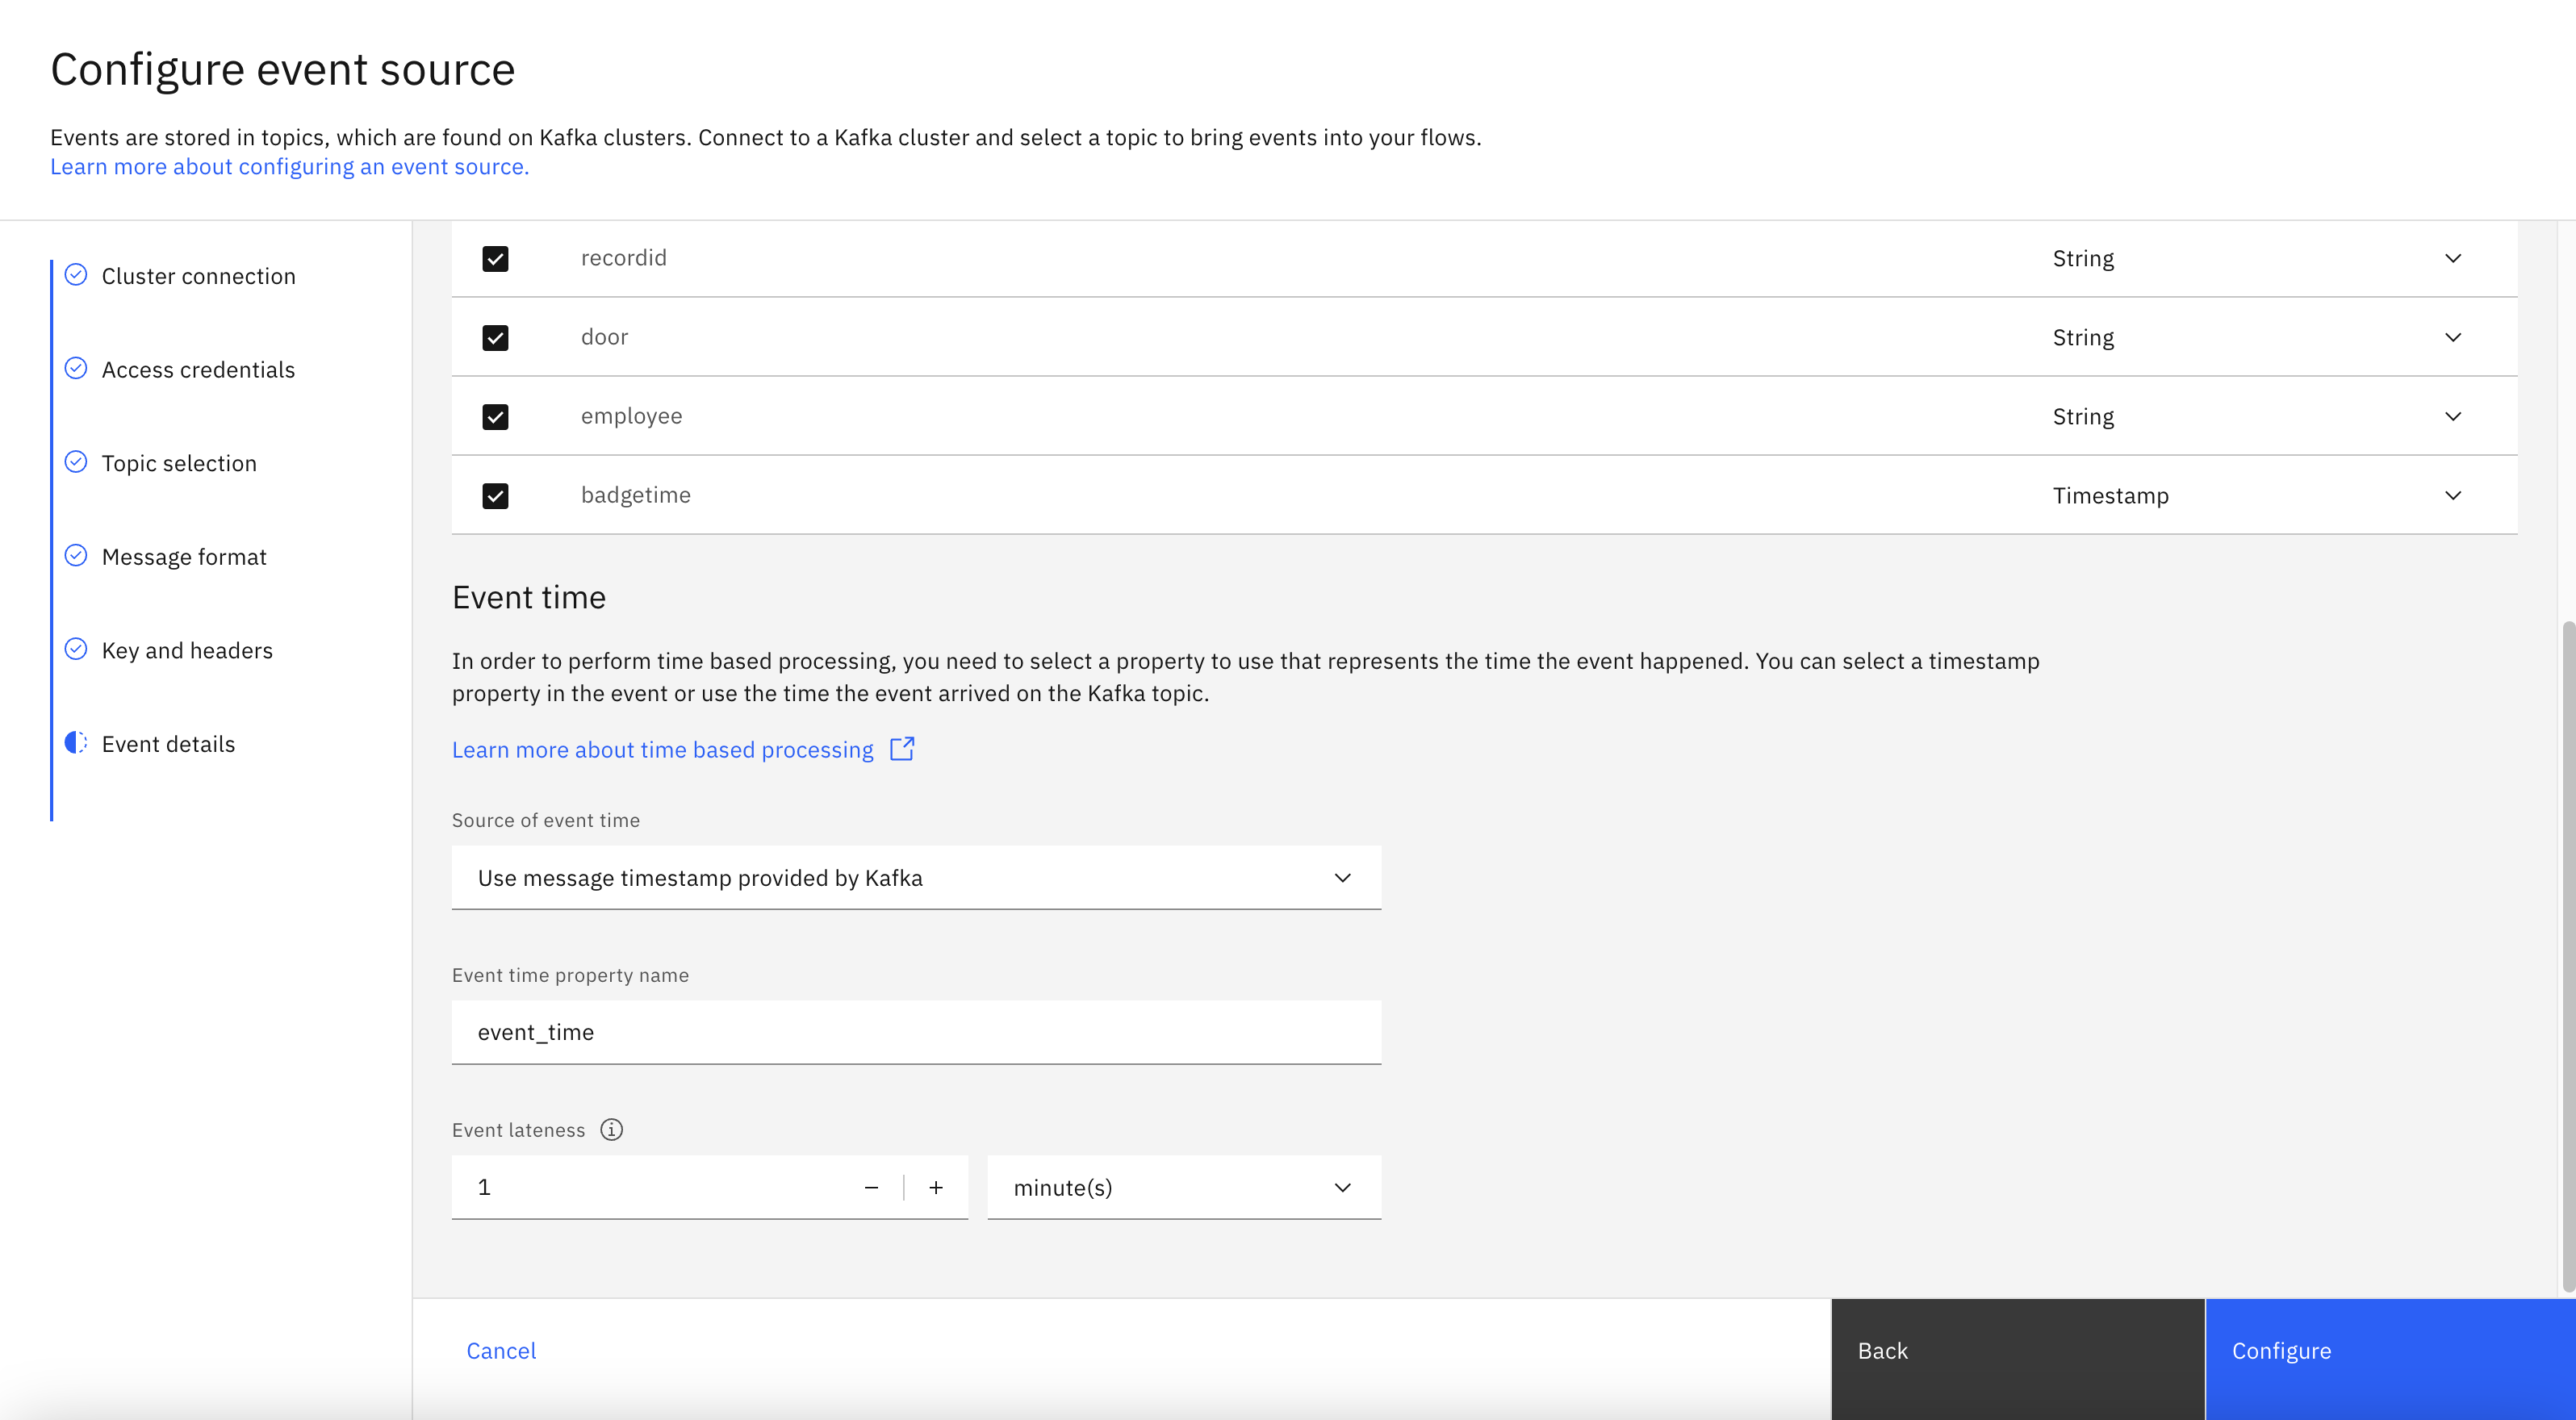 Configure event source
Events are stored in topics, which are found on Kafka clusters. Connect to a Kafka cluster and select a topic to bring events into your flows.
Learn more about configuring an event source.
Cluster connection
Access credentials
Topic selection
Message format
Key and headers
Event details
recordid String
door String
employee String
badgetime Timestamp
Event time
In order to perform time based processing, you need to select a property to use that represents the time the event happened. You can select a timestamp
property in the event or use the time the event arrived on the Kafka topic.
Learn more about time based processing
Source of event time
Use message timestamp provided by Kafka
Event time property name
event_time
Event lateness
1 minute(s)
Cancel Back Configure